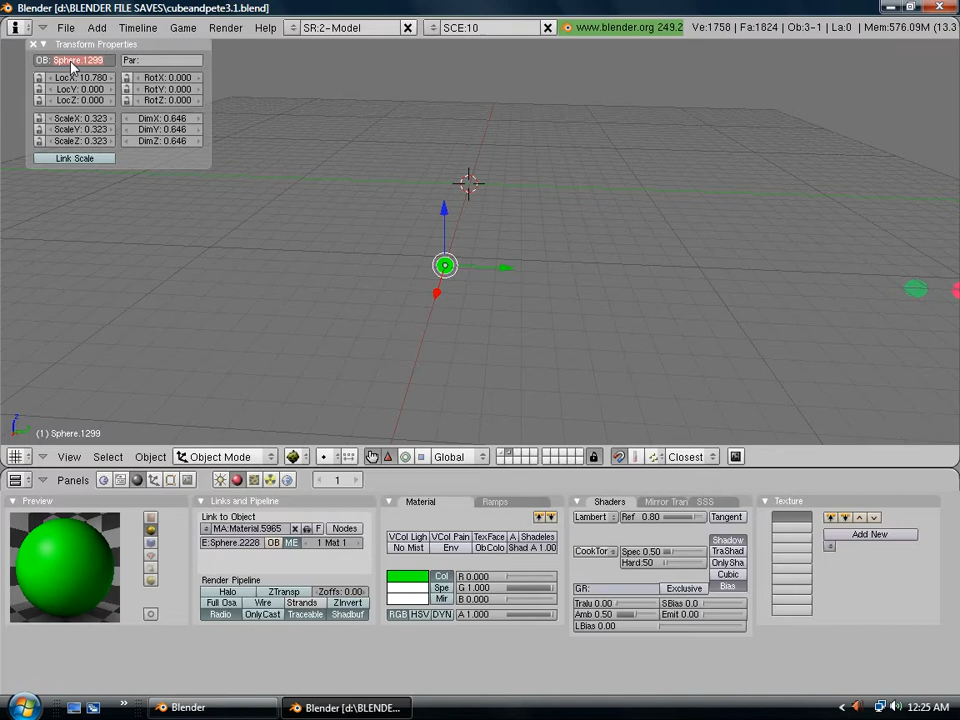 Blender [d:\BLENDER FILE SAVES\cubeandpete3.1.blend]
File Add Timeline Game Render Help SR:2-Model SCE:10 www.blender.org 249.2 Ve:1758 | Fa:1824 | Ob:3-1 | La:0 | Mem:
Transform Properties
OB: Sphere.1299 Par:
LocX: 10.780 RotX: 0.000
LocY: 0.000 RotY: 0.000
LocZ: 0.000 RotZ: 0.000
ScaleX: 0.323 DimX: 0.646
ScaleY: 0.323 DimY: 0.646
ScaleZ: 0.323 DimZ: 0.646
Link Scale
z
(1) Sphere.1299
View Select Object Object Mode Global Closest
Panels 1
Preview Links and Pipeline Material Ramps Shaders Mirror Tran SSS Texture
Link to Object
MA:Material.5965 F Nodes
E:Sphere.2228 OB ME 1 Mat 1
Render Pipeline
Halo ZTransp Zoffs: 0.00
Full Osa Wire Strands ZInvert
Radio OnlyCast Traceable Shadbuf
VCol Ligh VCol Pain TexFace A Shadeles
No Mist Env ObColo Shad A 1.00
Col R 0.000
Spe G 1.000
Mir B 0.000
RGB HSV DYN A 1.000
Lambert Ref 0.80 Tangent
Shadow
CookTor Spec 0.50 TraShad
Hard:50 OnlySha
Cubic
GR: Exclusive Bias
Tralu 0.00 SBias 0.0
Amb 0.50 Emit 0.00
LBias 0.00
Add New
Blender Blender [d:\BLENDE... 12:25 AM